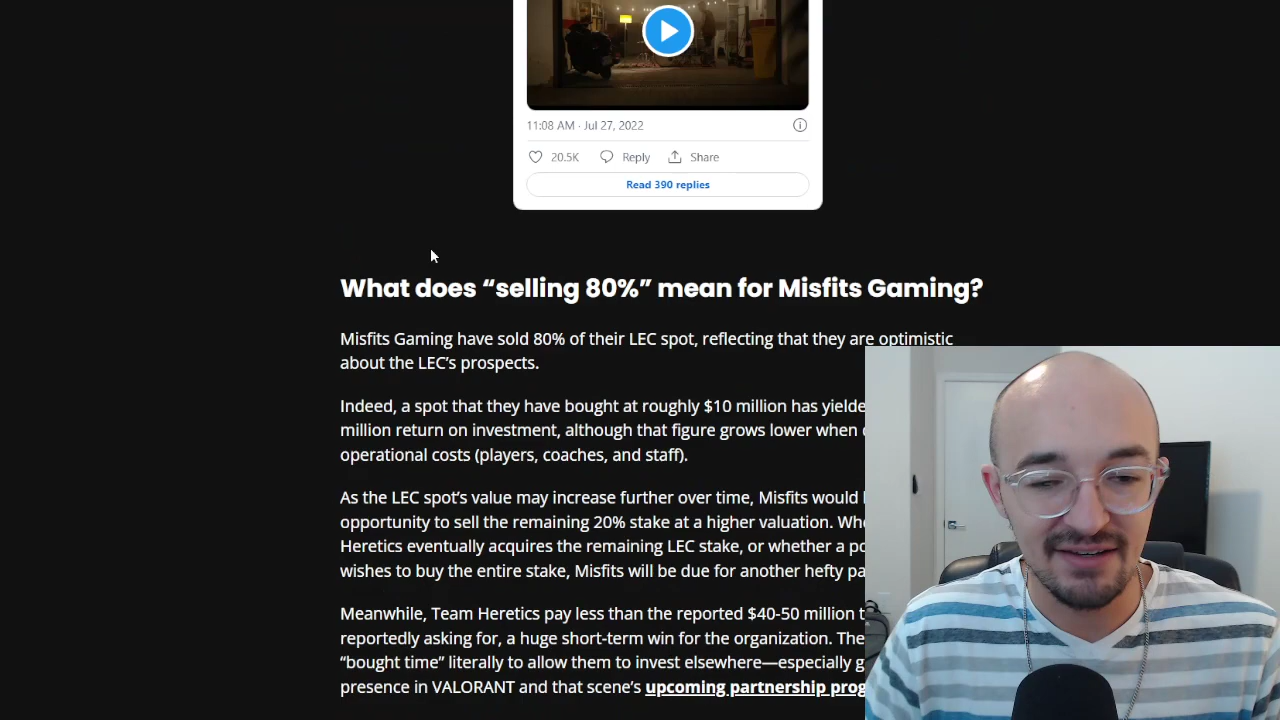 11:08 AM · Jul 27, 2022
20.5K Reply Share
Read 390 replies
What does “selling 80%” mean for Misfits Gaming?
Misfits Gaming have sold 80% of their LEC spot, reflecting that they are optimistic
about the LEC’s prospects.
Indeed, a spot that they have bought at roughly $10 million has
million return on investment, although that figure grows lower when
operational costs (players, coaches, and staff).
As the LEC spot’s value may increase further over time, Misfits would
opportunity to sell the remaining 20% stake at a higher valuation.
Heretics eventually acquires the remaining LEC stake, or whether a
wishes to buy the entire stake, Misfits will be due for another hefty
Meanwhile, Team Heretics pay less than the reported $40-50 million
reportedly asking for, a huge short-term win for the organization.
“bought time” literally to allow them to invest elsewhere—especially
presence in VALORANT and that scene’s upcoming partnership